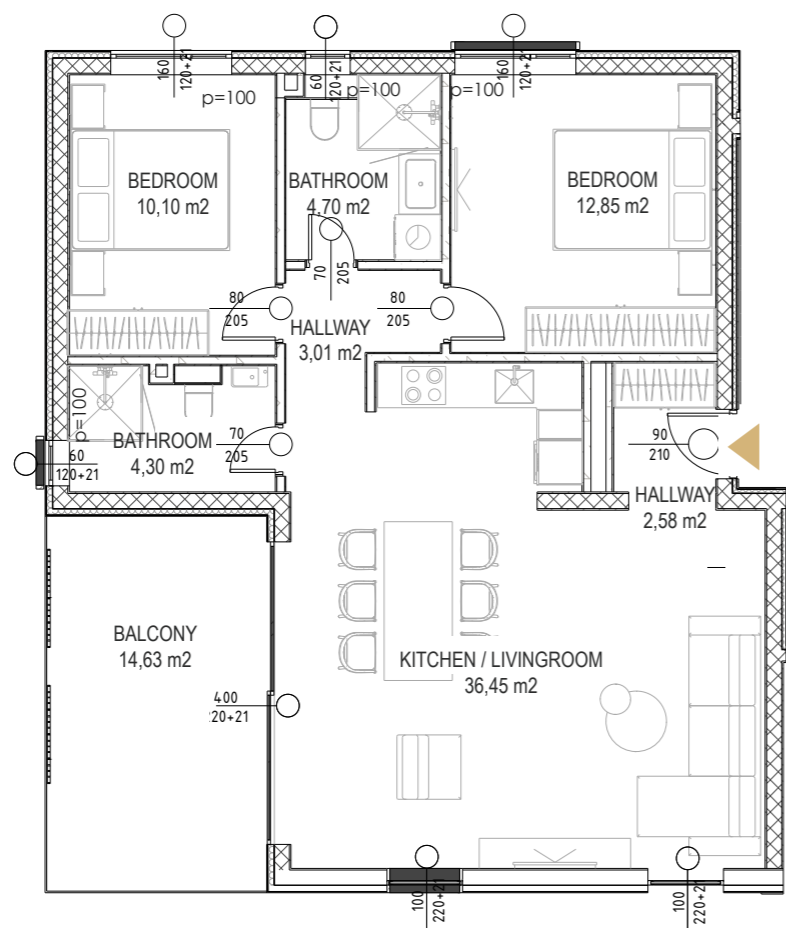 160
120+21
60
120+21
160
120+21
p=100
p=100
p=100
BEDROOM
10,10 m2
BATHROOM
4,70 m2
BEDROOM
12,85 m2
70
205
80
205
80
205
HALLWAY
3,01 m2
p=100
BATHROOM
4,30 m2
70
205
60
120+21
90
210
HALLWAY
2,58 m2
BALCONY
14,63 m2
KITCHEN / LIVINGROOM
36,45 m2
400
220+21
100
220+21
100
220+21